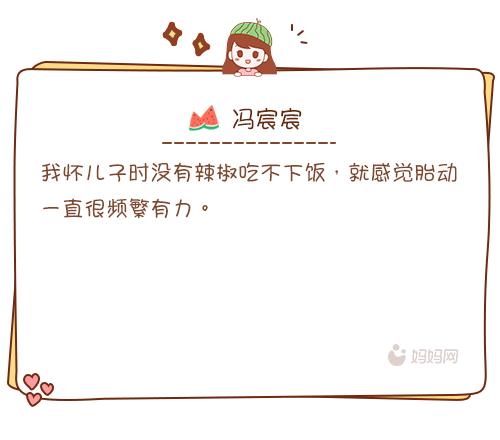 冯宸宸
我怀儿子时没有辣椒吃不下饭，就感觉胎动
一直很频繁有力。
妈妈网